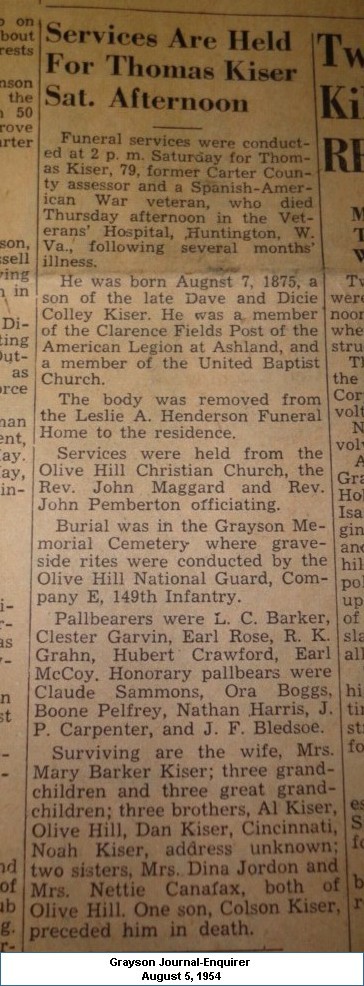 Services Are Held
For Thomas Kiser
Sat. Afternoon
Funeral services were conduct-
ed at 2 p. m. Saturday for Thom-
as Kiser, 79, former Carter Coun-
ty assessor and a Spanish-Amer-
ican War veteran, who died
Thursday afternoon in the Vet-
erans' Hospital, Huntington, W.
Va., following several months'
illness.
He was born Augnst 7, 1875, a
son of the late Dave and Dicie
Colley Kiser. He was a member
of the Clarence Fields Post of the
American Legion at Ashland, and
a member of the United Baptist
Church.
The body was removed from
the Leslie A. Henderson Funeral
Home to the residence.
Services were held from the
Olive Hill Christian Church, the
Rev. John Maggard and Rev.
John Pemberton officiating.
Burial was in the Grayson Me-
morial Cemetery where grave-
side rites were conducted by the
Olive Hill National Guard, Com-
pany E, 149th Infantry.
Pallbearers were L. C. Barker,
Clester Garvin, Earl Rose, R. K.
Grahn, Hubert Crawford, Earl
McCoy. Honorary pallbears were
Claude Sammons, Ora Boggs,
Boone Pelfrey, Nathan Harris, J.
P. Carpenter, and J. F. Bledsoe.
Surviving are the wife, Mrs.
Mary Barker Kiser; three grand-
children and three great grand-
children; three brothers, Al Kiser,
Olive Hill, Dan Kiser, Cincinnati,
Noah Kiser, address unknown;
two sisters, Mrs. Dina Jordon and
Mrs. Nettie Canafax, both of
Olive Hill. One son, Colson Kiser,
preceded him in death.
Grayson Journal-Enquirer
August 5, 1954